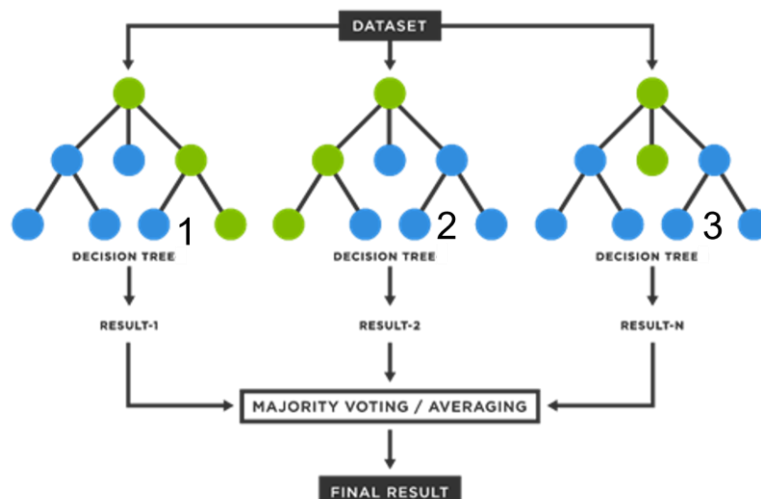 DATASET
1
2
3
DECISION TREE
DECISION TREE
DECISION TREE
RESULT-1
RESULT-2
RESULT-N
MAJORITY VOTING / AVERAGING
FINAL RESULT